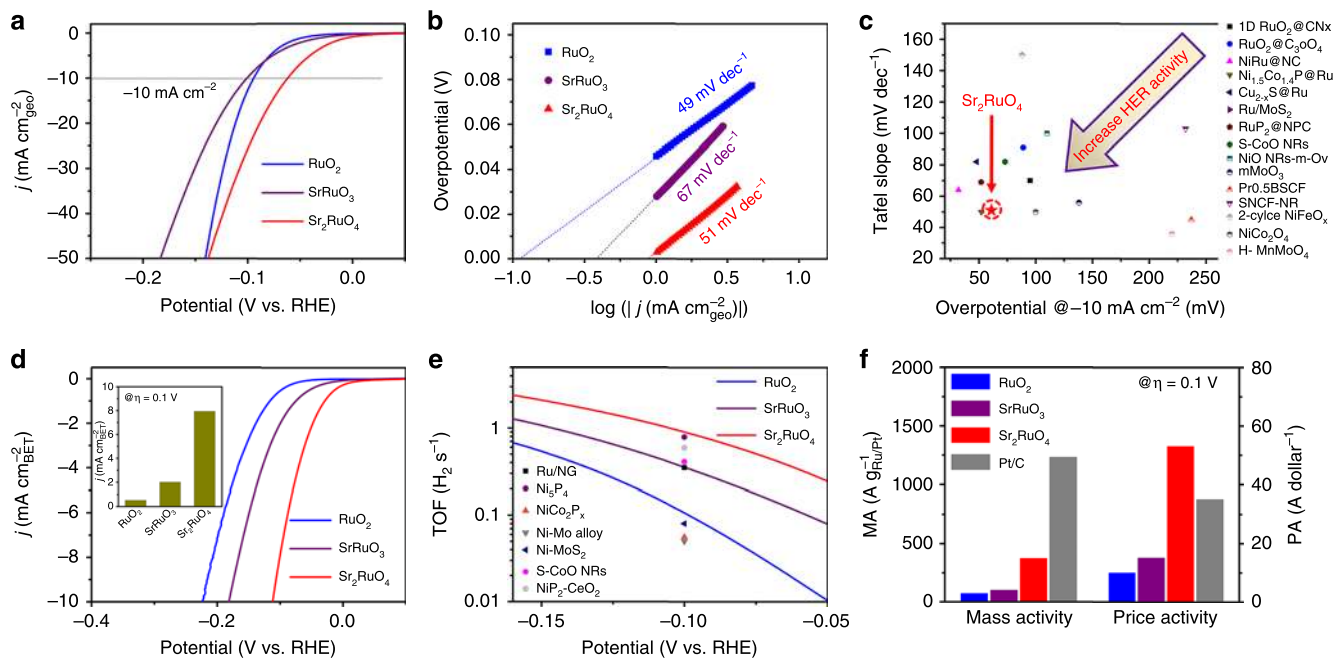 a
0
−10
−20
−30
−40
−50
j (mA cm⁻²geo)
−10 mA cm⁻²
RuO₂
SrRuO₃
Sr₂RuO₄
−0.2
−0.1
0.0
Potential (V vs. RHE)
b
0.10
0.08
0.06
0.04
0.02
0.00
Overpotential (V)
RuO₂
SrRuO₃
Sr₂RuO₄
49 mV dec⁻¹
67 mV dec⁻¹
51 mV dec⁻¹
−1.0
−0.5
0.0
0.5
1.0
log (| j (mA cm⁻²geo)|)
c
160
140
120
100
80
60
40
20
0
Tafel slope (mV dec⁻¹)
Sr₂RuO₄
Increase HER activity
50
100
150
200
250
Overpotential @−10 mA cm⁻² (mV)
1D RuO₂@CNx
RuO₂@C₃oO₄
NiRu@NC
Ni₁.₅Co₁.₄P@Ru
Cu₂₋ₓS@Ru
Ru/MoS₂
RuP₂@NPC
S-CoO NRs
NiO NRs-m-Ov
mMoO₃
Pr0.5BSCF
SNCF-NR
2-cylce NiFeOₓ
NiCo₂O₄
H- MnMoO₄
d
0
−2
−4
−6
−8
−10
j (mA cm⁻²BET)
10
8
6
4
2
0
j (mA cm⁻²BET)
@η = 0.1 V
RuO₂
SrRuO₃
Sr₂RuO₄
RuO₂
SrRuO₃
Sr₂RuO₄
−0.4
−0.2
0.0
Potential (V vs. RHE)
e
1
0.1
0.01
TOF (H₂ s⁻¹)
RuO₂
SrRuO₃
Sr₂RuO₄
Ru/NG
Ni₅P₄
NiCo₂Pₓ
Ni-Mo alloy
Ni-MoS₂
S-CoO NRs
NiP₂-CeO₂
−0.15
−0.10
−0.05
Potential (V vs. RHE)
f
2000
1500
1000
500
0
MA (A g⁻¹Ru/Pt)
RuO₂
SrRuO₃
Sr₂RuO₄
Pt/C
@η = 0.1 V
80
60
40
20
0
PA (A dollar⁻¹)
Mass activity
Price activity